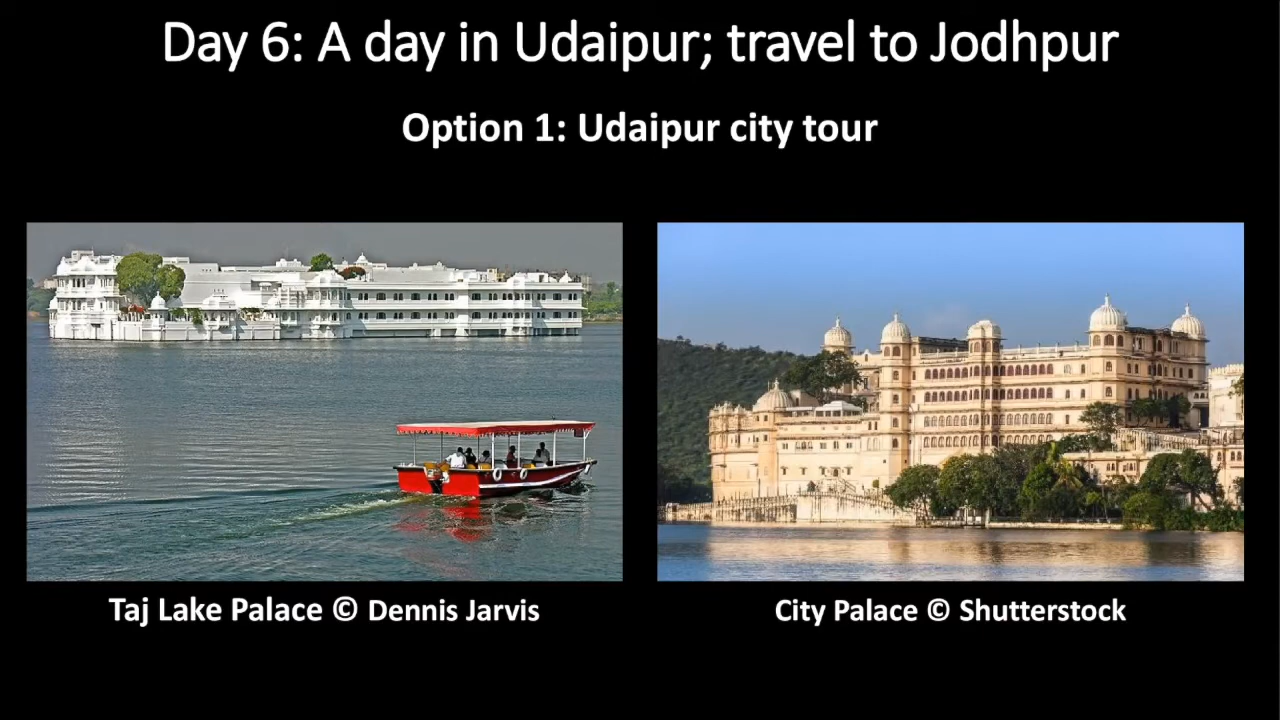 Day 6: A day in Udaipur; travel to Jodhpur
Option 1: Udaipur city tour
Taj Lake Palace © Dennis Jarvis
City Palace © Shutterstock